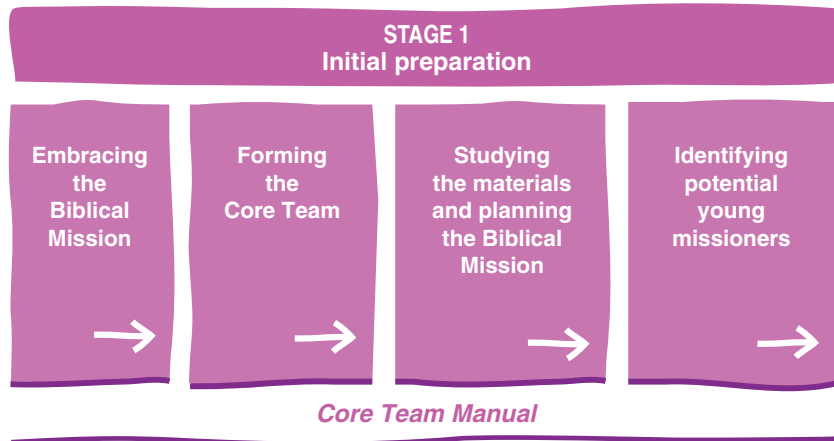 STAGE 1
Initial preparation
Embracing
the
Biblical
Mission
Forming
the
Core Team
Studying
the materials
and planning
the Biblical
Mission
Identifying
potential
young
missioners
Core Team Manual